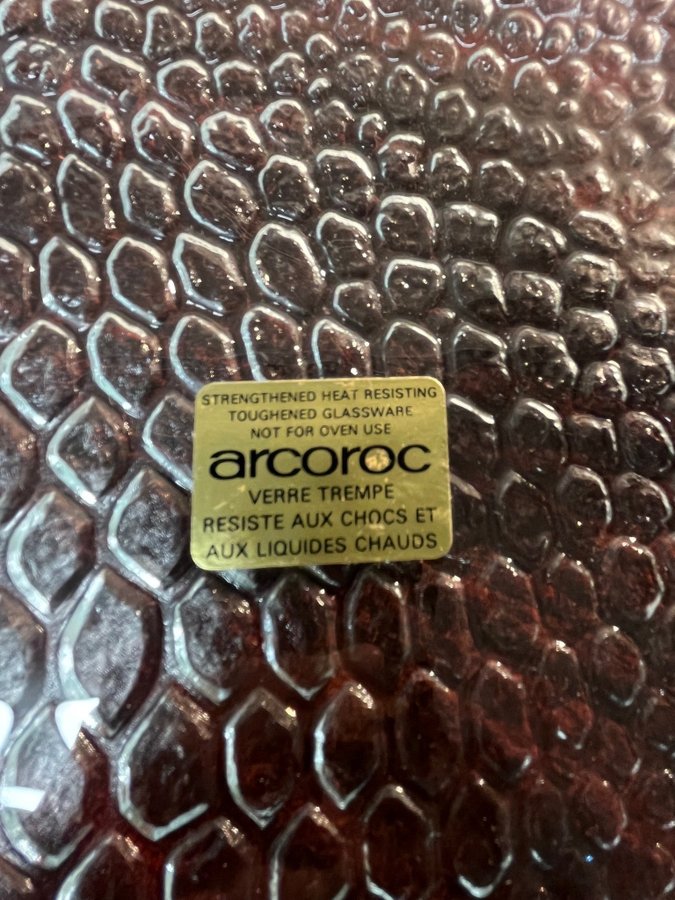 STRENGTHENED HEAT RESISTING
TOUGHENED GLASSWARE
NOT FOR OVEN USE
arcoroc
VERRE TREMPE
RESISTE AUX CHOCS ET
AUX LIQUIDES CHAUDS